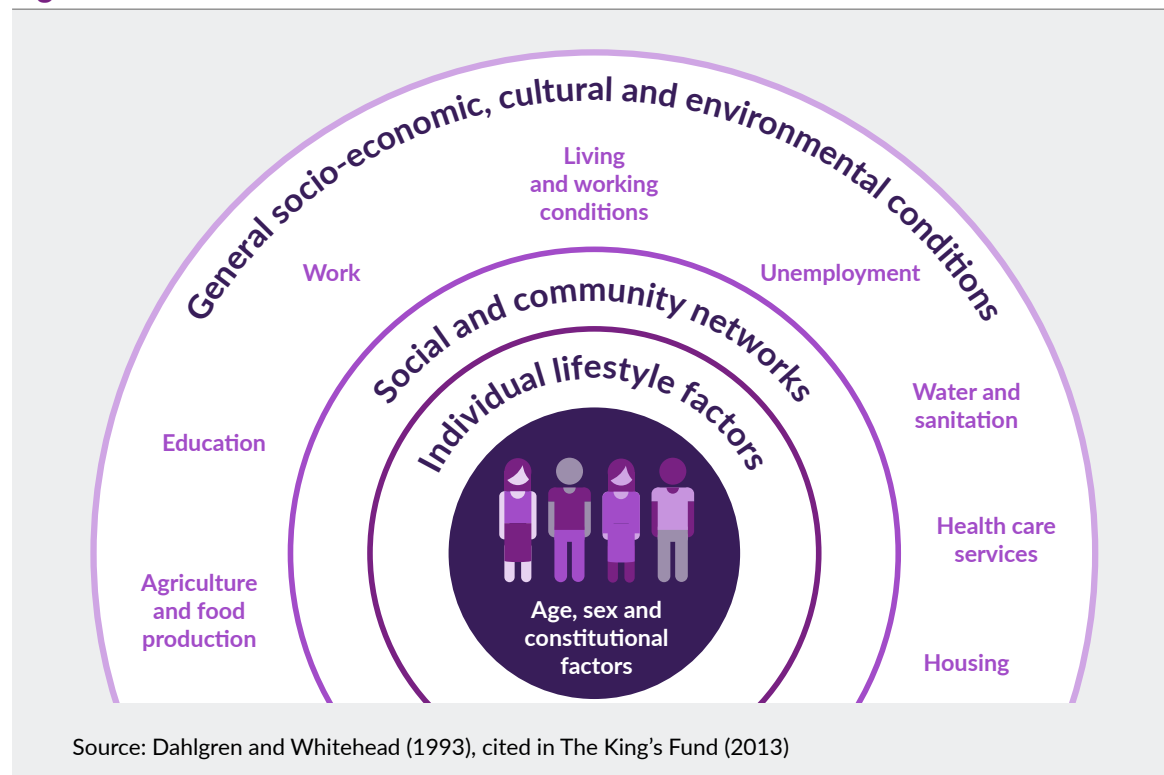 General socio-economic, cultural and environmental conditions
Living
and working
conditions
Work
Unemployment
Social and community networks
Individual lifestyle factors
Water and
sanitation
Education
Health care
services
Agriculture
and food
production
Age, sex and
constitutional
factors
Housing
Source: Dahlgren and Whitehead (1993), cited in The King's Fund (2013)